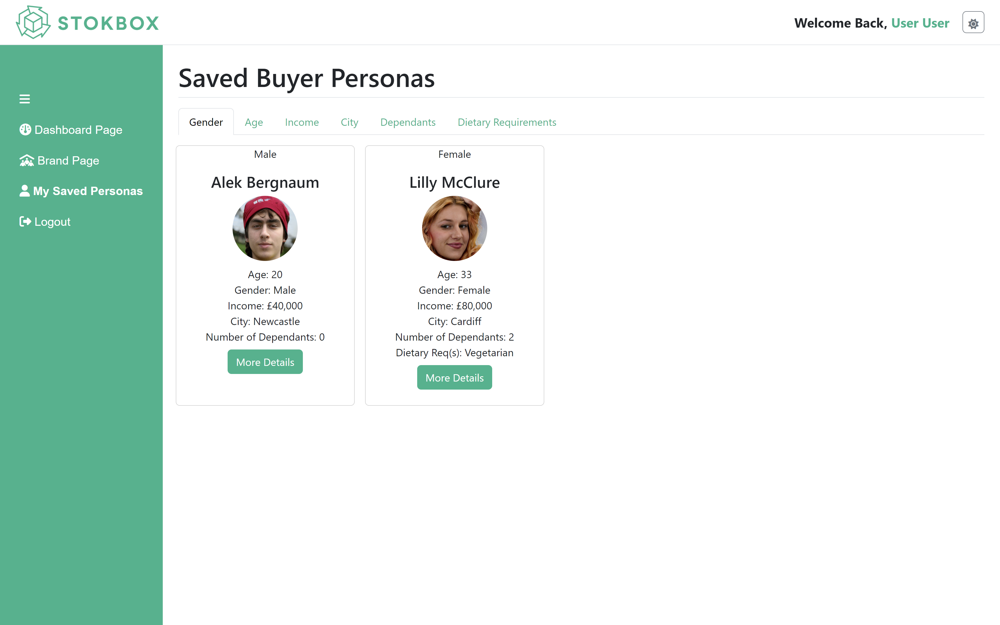 STOKBOX
Welcome Back, User User
Dashboard Page
Brand Page
My Saved Personas
Logout
Saved Buyer Personas
Gender Age Income City Dependants Dietary Requirements
Male
Alek Bergnaum
Age: 20
Gender: Male
Income: £40,000
City: Newcastle
Number of Dependants: 0
More Details
Female
Lilly McClure
Age: 33
Gender: Female
Income: £80,000
City: Cardiff
Number of Dependants: 2
Dietary Req(s): Vegetarian
More Details